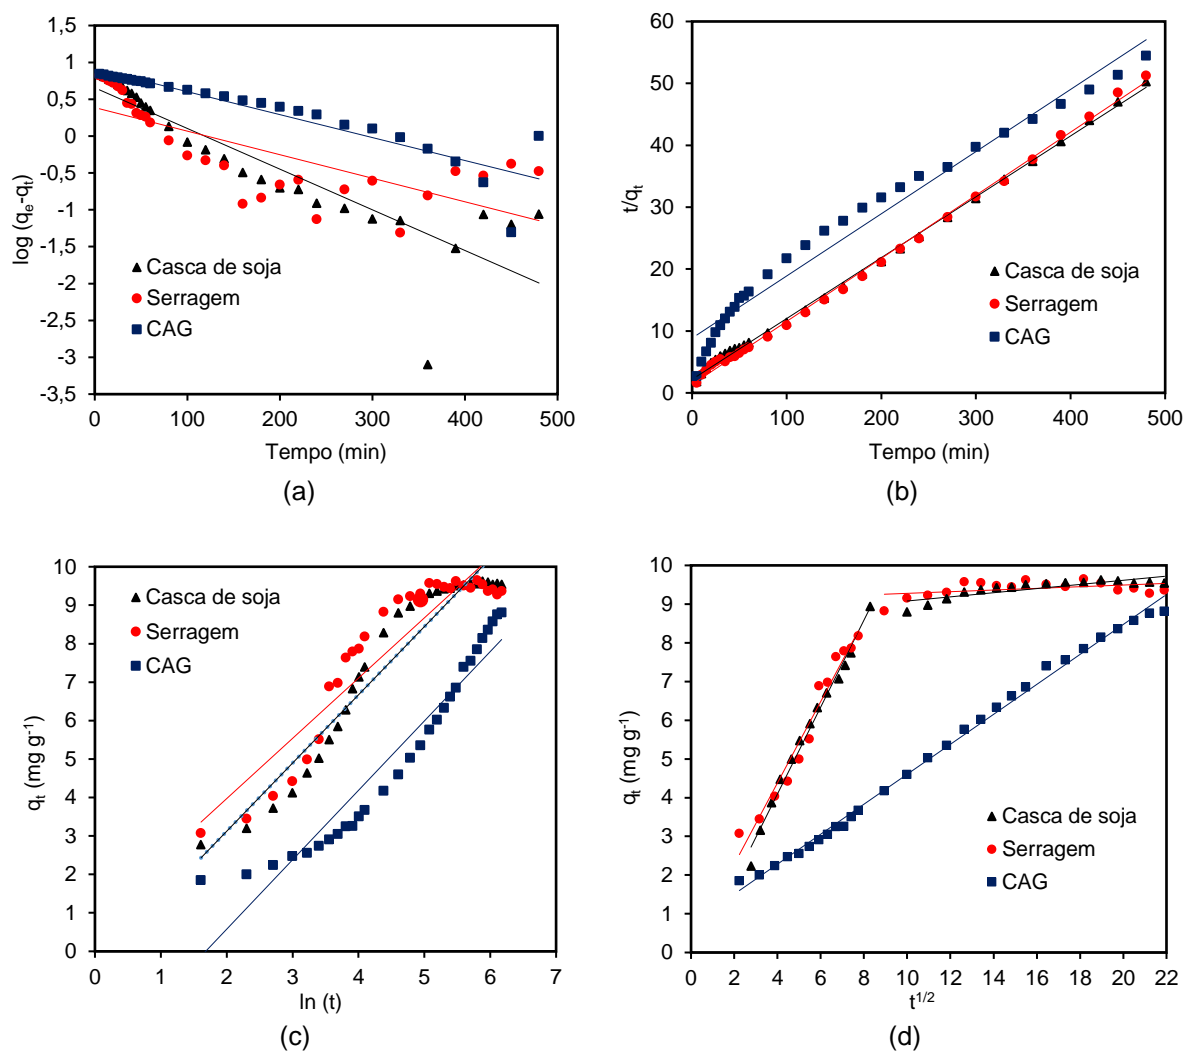 1,5
1
0,5
0
-0,5
-1
-1,5
-2
-2,5
-3
-3,5
log (qe-qt)
Casca de soja
Serragem
CAG
0 100 200 300 400 500
Tempo (min)
(a)
60
50
40
30
20
10
0
t/qt
Casca de soja
Serragem
CAG
0 100 200 300 400 500
Tempo (min)
(b)
10
9
8
7
6
5
4
3
2
1
0
qt (mg g-1)
Casca de soja
Serragem
CAG
0 1 2 3 4 5 6 7
ln (t)
(c)
10
9
8
7
6
5
4
3
2
1
0
qt (mg g-1)
Casca de soja
Serragem
CAG
0 2 4 6 8 10 12 14 16 18 20 22
t1/2
(d)